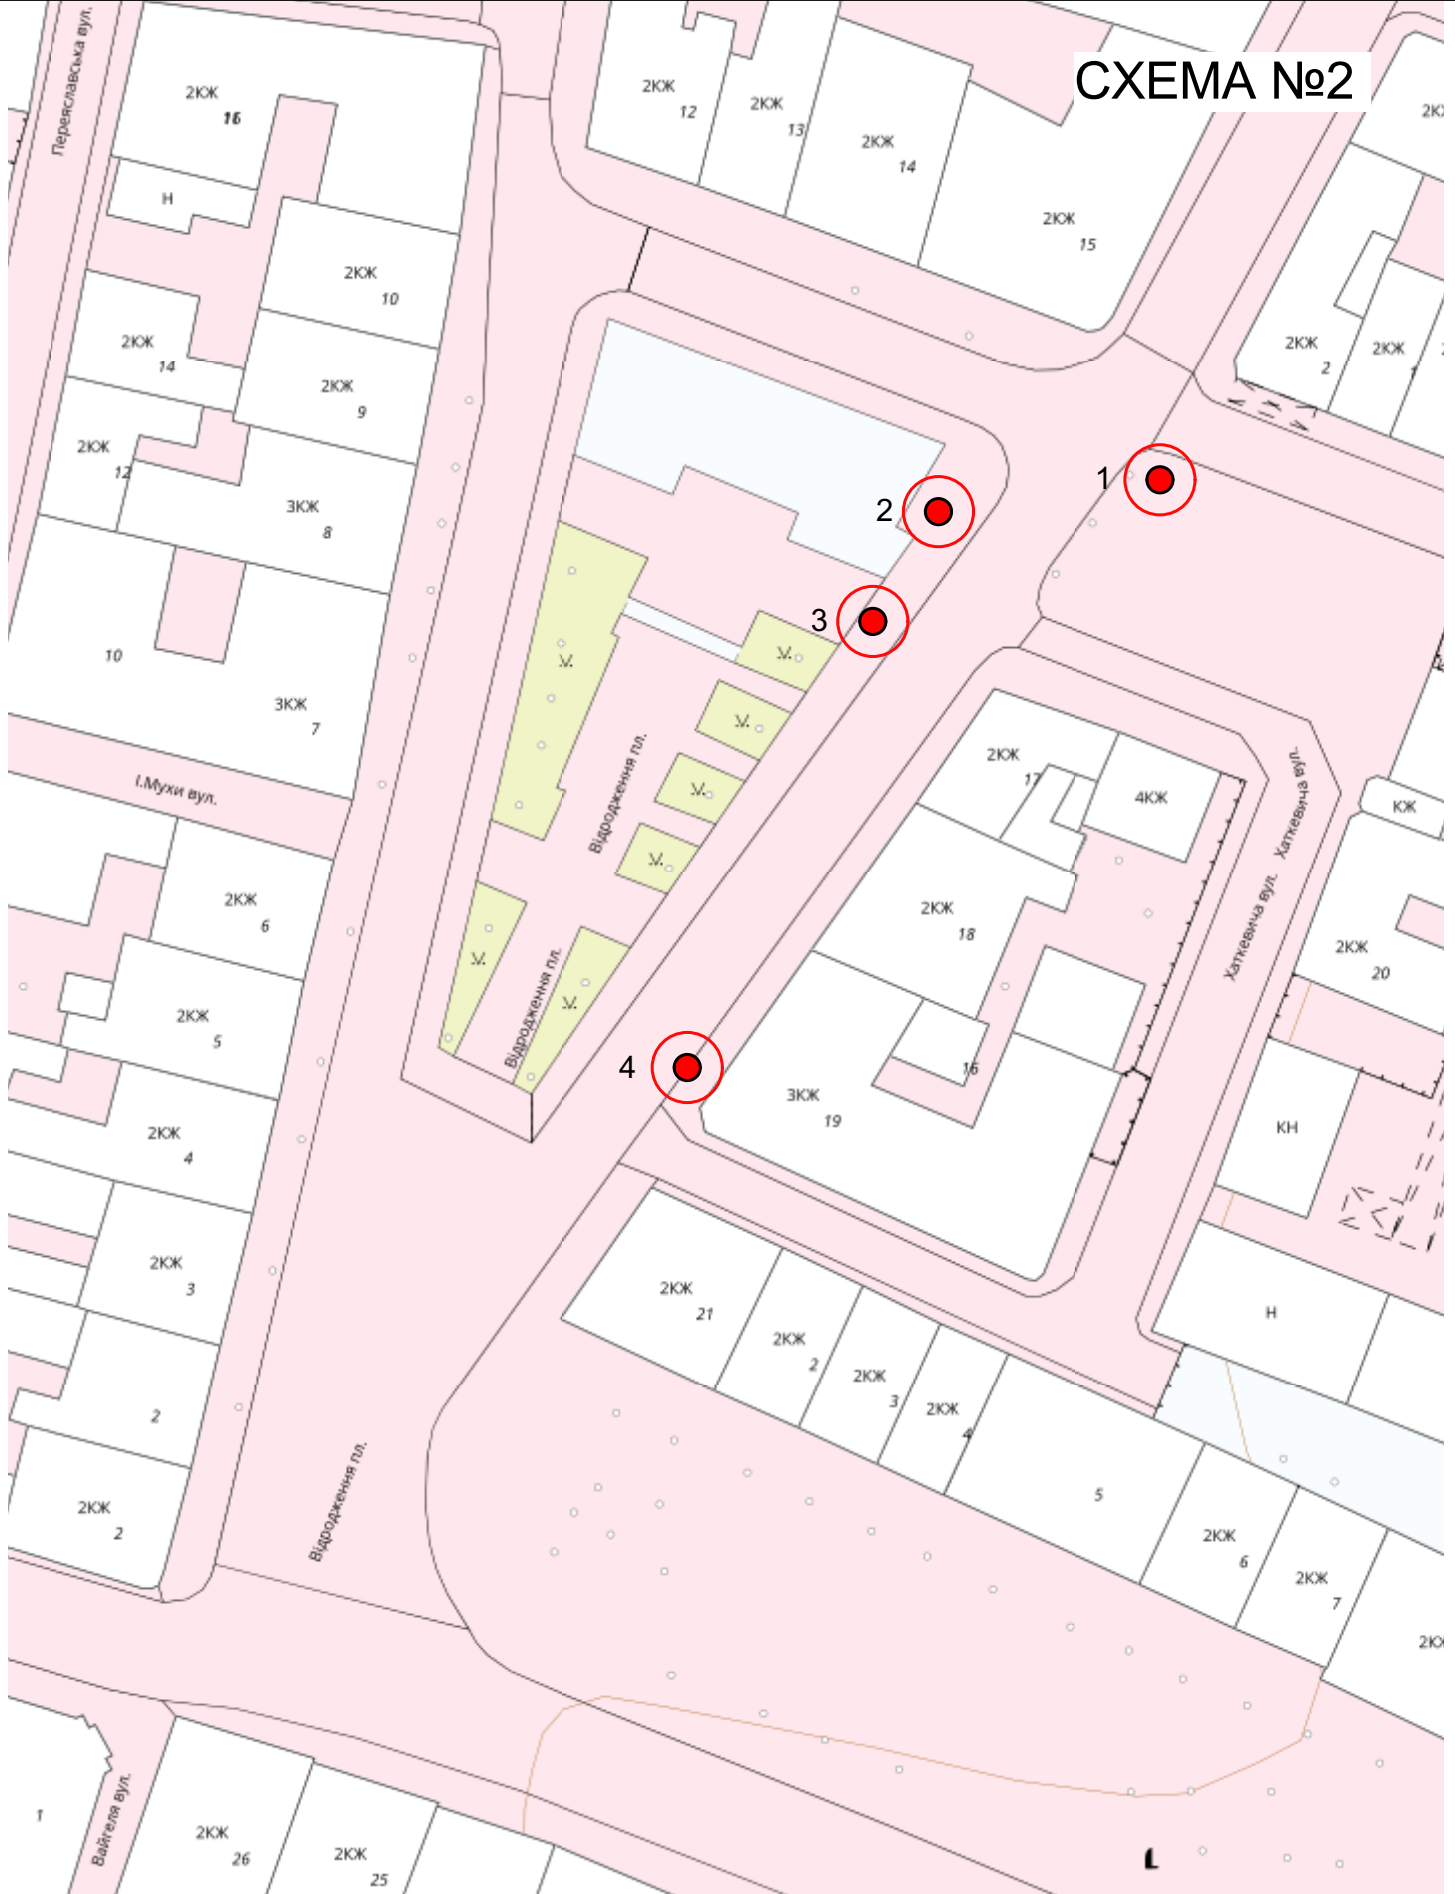 СХЕМА №2
Переяславська вул.
2КЖ
16
Н
2КЖ
10
2КЖ
14
2КЖ
9
2КЖ
12
3КЖ
8
10
3КЖ
7
І.Мухи вул.
2КЖ
12
2КЖ
13
2КЖ
14
2КЖ
15
2КЖ
2
2КЖ
1
1
2
3
4
Відродження пл.
Відродження пл.
2КЖ
17
4КЖ
2КЖ
18
16
3КЖ
19
Хаткевича вул.
Хаткевича вул.
КЖ
2КЖ
20
КН
Н
2КЖ
6
2КЖ
5
2КЖ
4
2КЖ
3
2
2КЖ
2
2КЖ
21
2КЖ
2
2КЖ
3
2КЖ
4
5
2КЖ
6
2КЖ
7
Відродження пл.
Вайгеля вул.
1
2КЖ
26
2КЖ
25